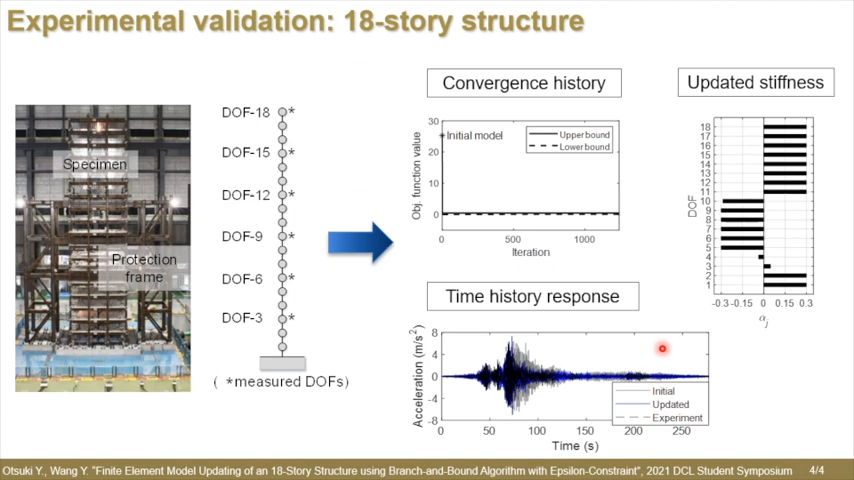 Experimental validation: 18-story structure
Specimen
Protection
frame
DOF-18 *
DOF-15 *
DOF-12 *
DOF-9 *
DOF-6 *
DOF-3 *
( *measured DOFs)
Convergence history
Obj. function value
30
20
10
0
* Initial model
Upper bound
Lower bound
0 500 1000
Iteration
Updated stiffness
DOF
18
17
16
15
14
13
12
11
10
9
8
7
6
5
4
3
2
1
-0.3 -0.15 0 0.15 0.3
αj
Time history response
Acceleration (m/s²)
8
4
0
-4
-8
Initial
Updated
Experiment
0 50 100 150 200 250
Time (s)
Otsuki Y., Wang Y. "Finite Element Model Updating of an 18-Story Structure using Branch-and-Bound Algorithm with Epsilon-Constraint", 2021 DCL Student Symposium 4/4